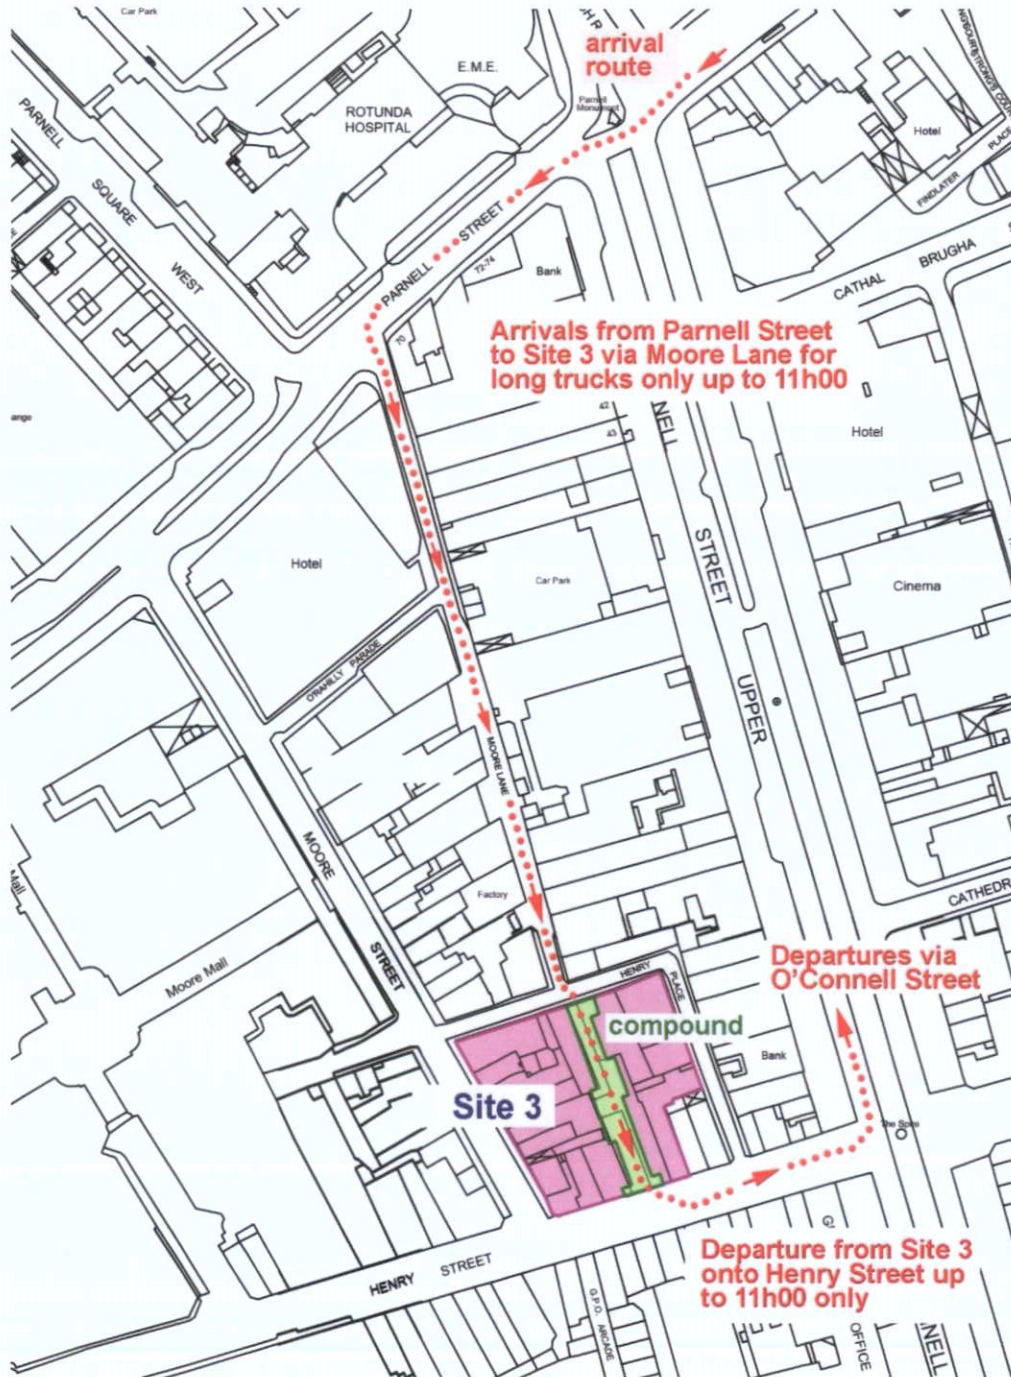 Car Park
arrival
route
E.M.E.
Parnell
Monument
ROTUNDA
HOSPITAL
PARNELL
SQUARE
WEST
Hotel
PLACE
FINDLATER
CATHAL
BRUGHA
PARNELL
STREET
72-74
Bank
70
Arrivals from Parnell Street
to Site 3 via Moore Lane for
long trucks only up to 11h00
42
43
NELL
STREET
UPPER
ange
Hotel
Hotel
Car Park
Cinema
O'RAHILLY PARADE
MOORE LANE
MOORE
STREET
Factory
Mall
Moore Mall
CATHEDR
HENRY
PLACE
Departures via
O'Connell Street
compound
Bank
Site 3
The Spire
HENRY STREET
Departure from Site 3
onto Henry Street up
to 11h00 only
G.P.O. ARCADE
OFFICE
NELL